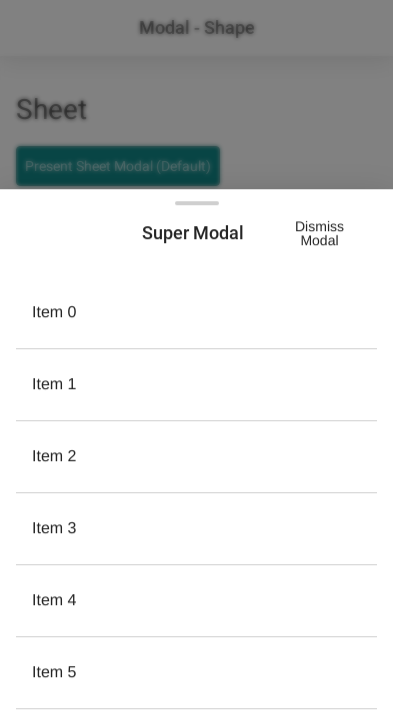 Modal - Shape
Sheet
Present Sheet Modal (Default)
Super Modal
Dismiss
Modal
Item 0
Item 1
Item 2
Item 3
Item 4
Item 5